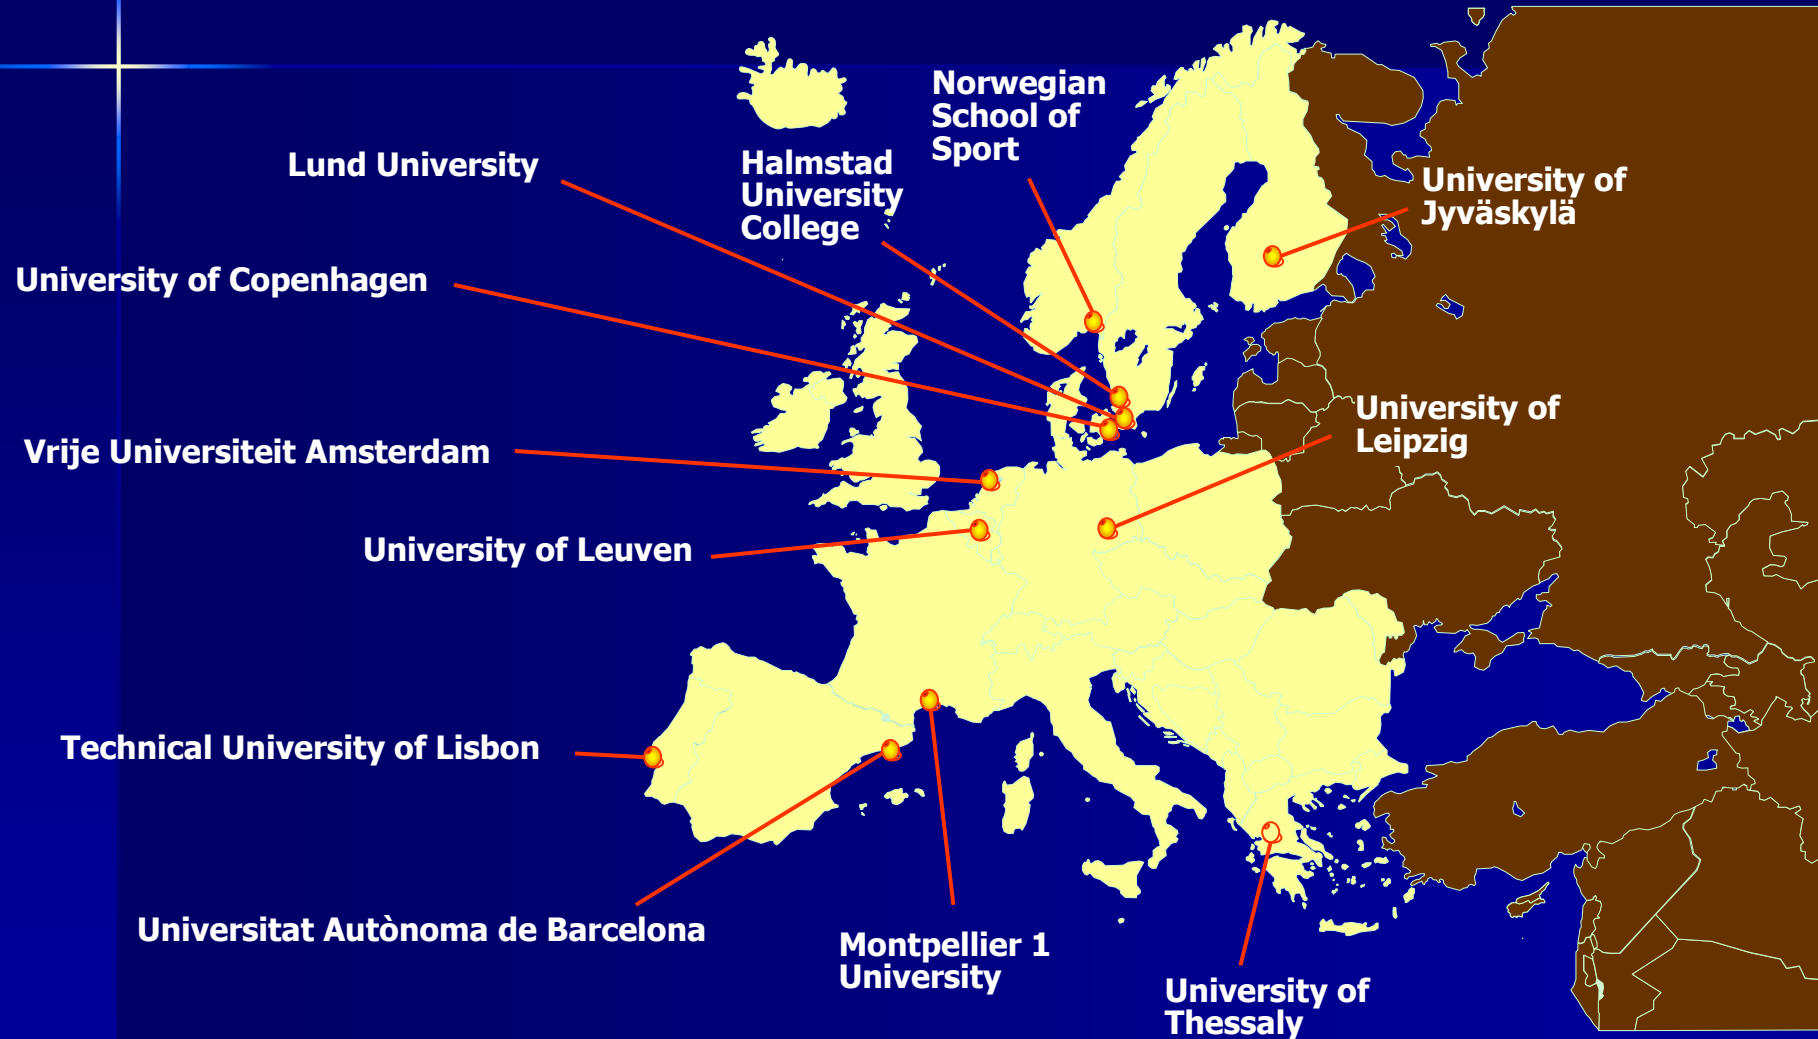 Norwegian
School of
Sport
Lund University
Halmstad
University
College
University of
Jyväskylä
University of Copenhagen
University of
Leipzig
Vrije Universiteit Amsterdam
University of Leuven
Technical University of Lisbon
Universitat Autònoma de Barcelona
Montpellier 1
University
University of
Thessaly